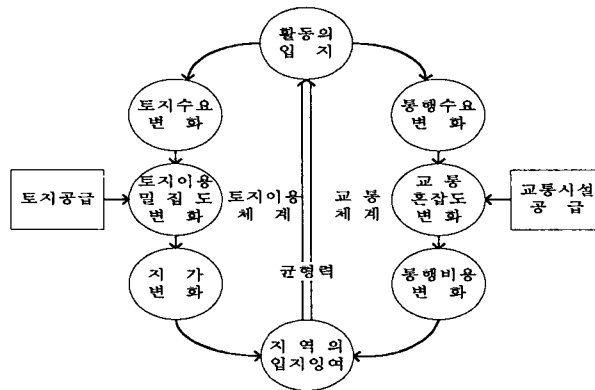 활동의
입 지
토지수요
변 화
통행수요
변 화
토지공급
토지이용
밀 집 도
변 화
토지이용
체 계
교 통
체 계
교 통
혼잡도
변 화
교통시설
공 급
지 가
변 화
균형력
통행비용
변 화
지 역 의
입지잉여